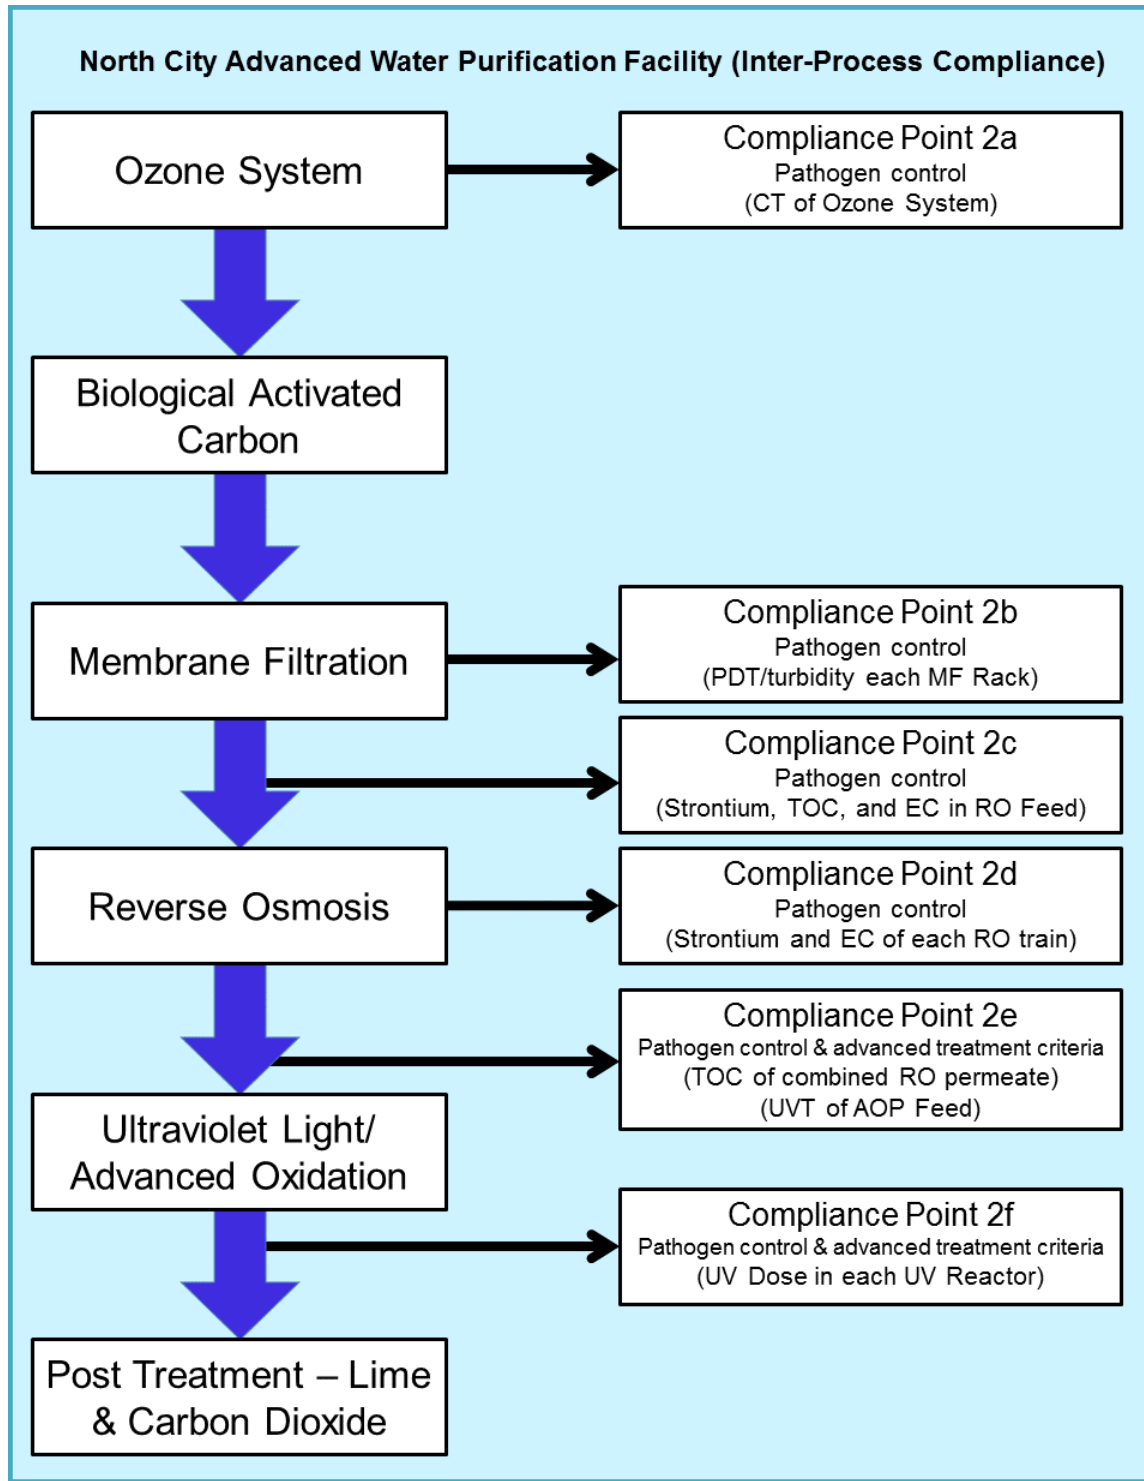 North City Advanced Water Purification Facility (Inter-Process Compliance)
Ozone System
Compliance Point 2a
Pathogen control
(CT of Ozone System)
Biological Activated
Carbon
Membrane Filtration
Compliance Point 2b
Pathogen control
(PDT/turbidity each MF Rack)
Compliance Point 2c
Pathogen control
(Strontium, TOC, and EC in RO Feed)
Reverse Osmosis
Compliance Point 2d
Pathogen control
(Strontium and EC of each RO train)
Compliance Point 2e
Pathogen control & advanced treatment criteria
(TOC of combined RO permeate)
(UVT of AOP Feed)
Ultraviolet Light/
Advanced Oxidation
Compliance Point 2f
Pathogen control & advanced treatment criteria
(UV Dose in each UV Reactor)
Post Treatment – Lime
& Carbon Dioxide